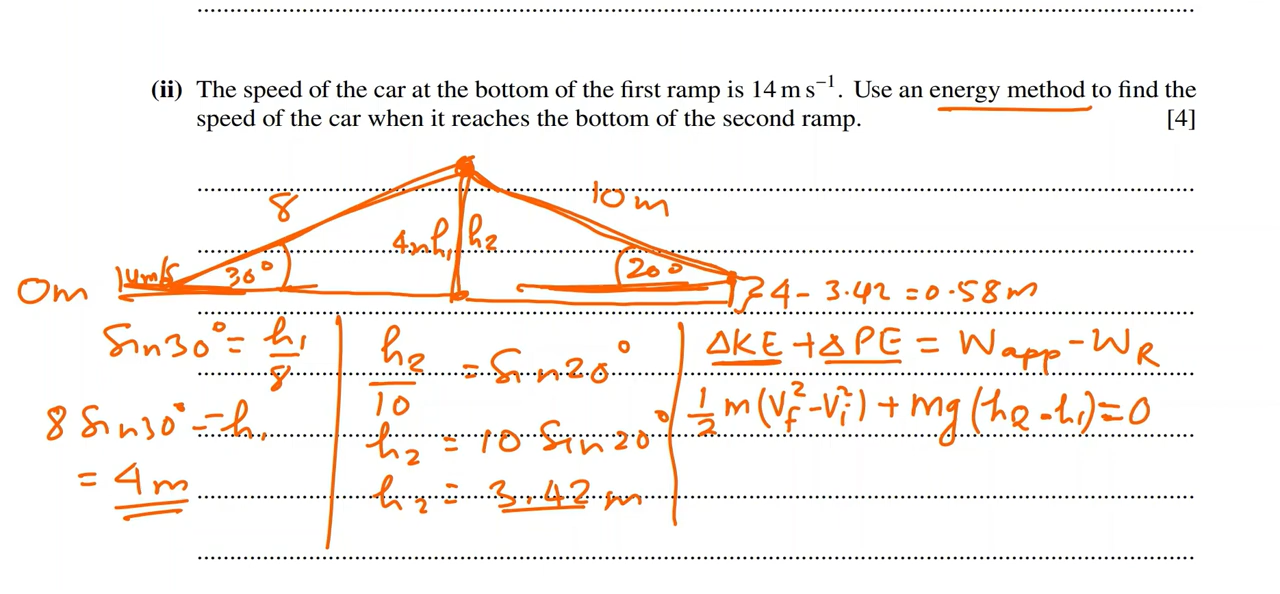 (ii) The speed of the car at the bottom of the first ramp is 14 m s⁻¹. Use an energy method to find the
speed of the car when it reaches the bottom of the second ramp. [4]
8
10 m
4m h₁ h₂
0m 14m/s 30° 20° 4 - 3.42 = 0.58 m
Sin30° = h₁/8
8 Sin30° = h₁
= 4 m
h₂/10 = Sin20°
h₂ = 10 Sin 20°
h₂ = 3.42 m
ΔKE + ΔPE = Wapp - WR
1/2 m (Vf² - Vi²) + mg (h2 - h1) = 0